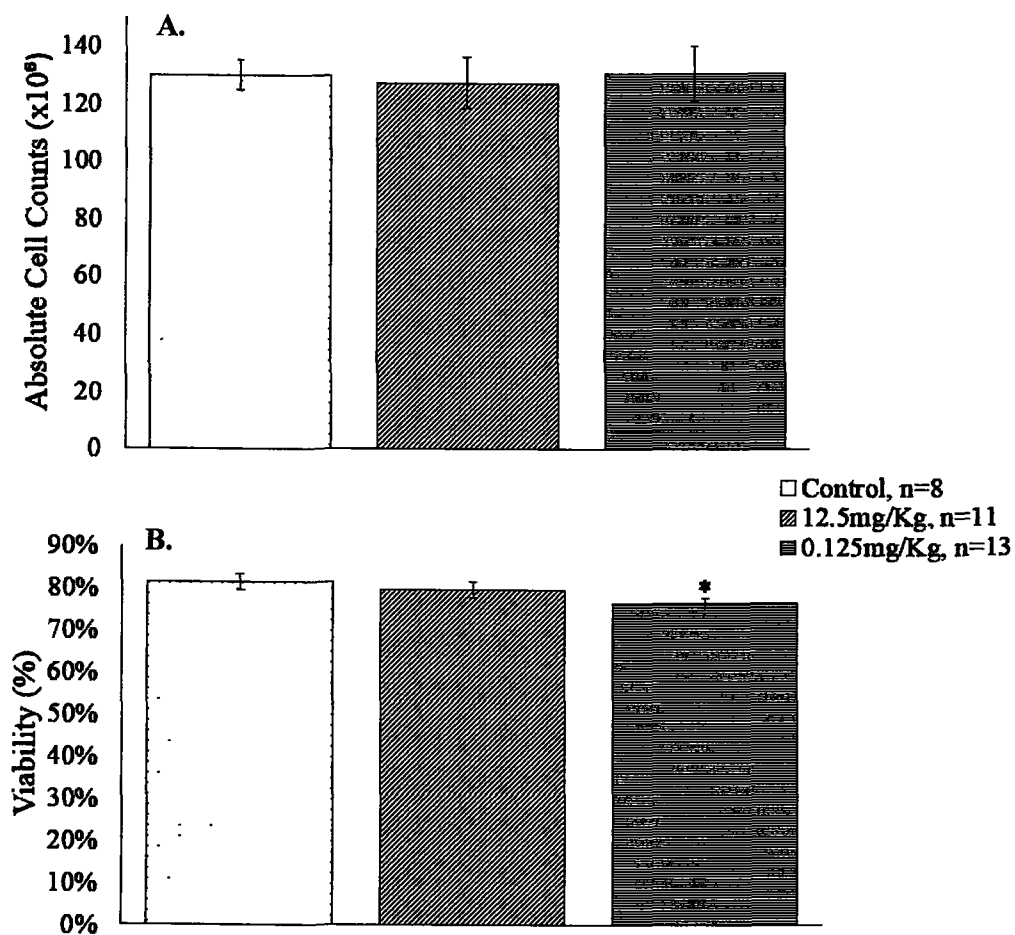 A.
Absolute Cell Counts (x10⁶)
140
120
100
80
60
40
20
0
Control, n=8
12.5mg/Kg, n=11
0.125mg/Kg, n=13
B.
Viability (%)
90%
80%
70%
60%
50%
40%
30%
20%
10%
0%
*